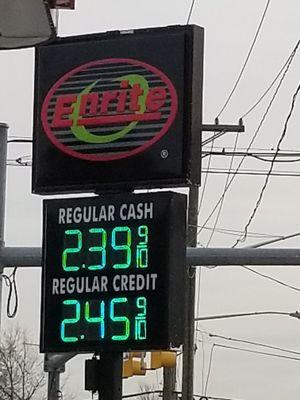 Enrite
®
REGULAR CASH
2.39 9/10
REGULAR CREDIT
2.45 9/10